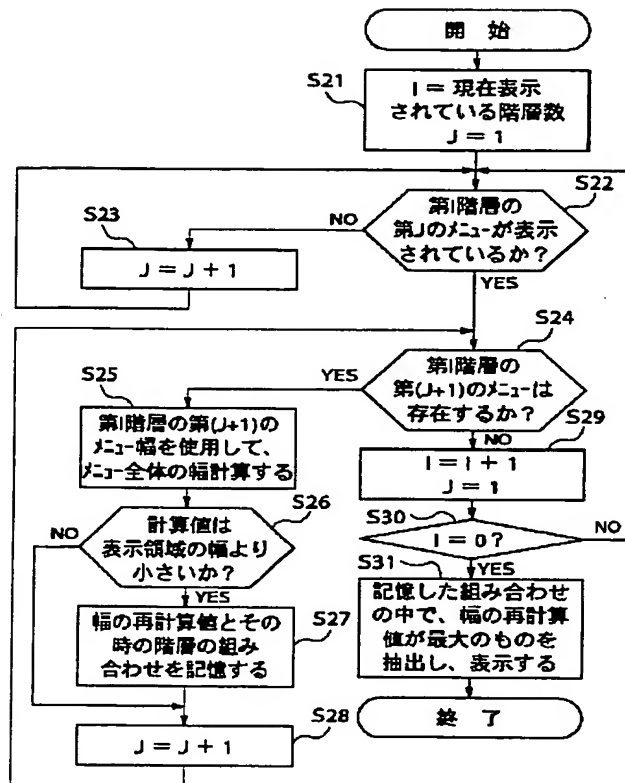 開 始
S21
I = 現在表示
されている階層数
J = 1
S22
第I階層の
第Jのメニューが表示
されているか?
NO
YES
S23
J = J + 1
S24
第I階層の
第(J+1)のメニューは
存在するか?
YES
NO
S25
第I階層の第(J+1)の
メニュー幅を使用して、
メニュー全体の幅計算する
S26
計算値は
表示領域の幅より
小さいか?
NO
YES
S27
幅の再計算値とその
時の階層の組み
合わせを記憶する
S28
J = J + 1
S29
I = I + 1
J = 1
S30
I = 0?
NO
YES
S31
記憶した組み合わせ
の中で、幅の再計算
値が最大のものを
抽出し、表示する
終 了